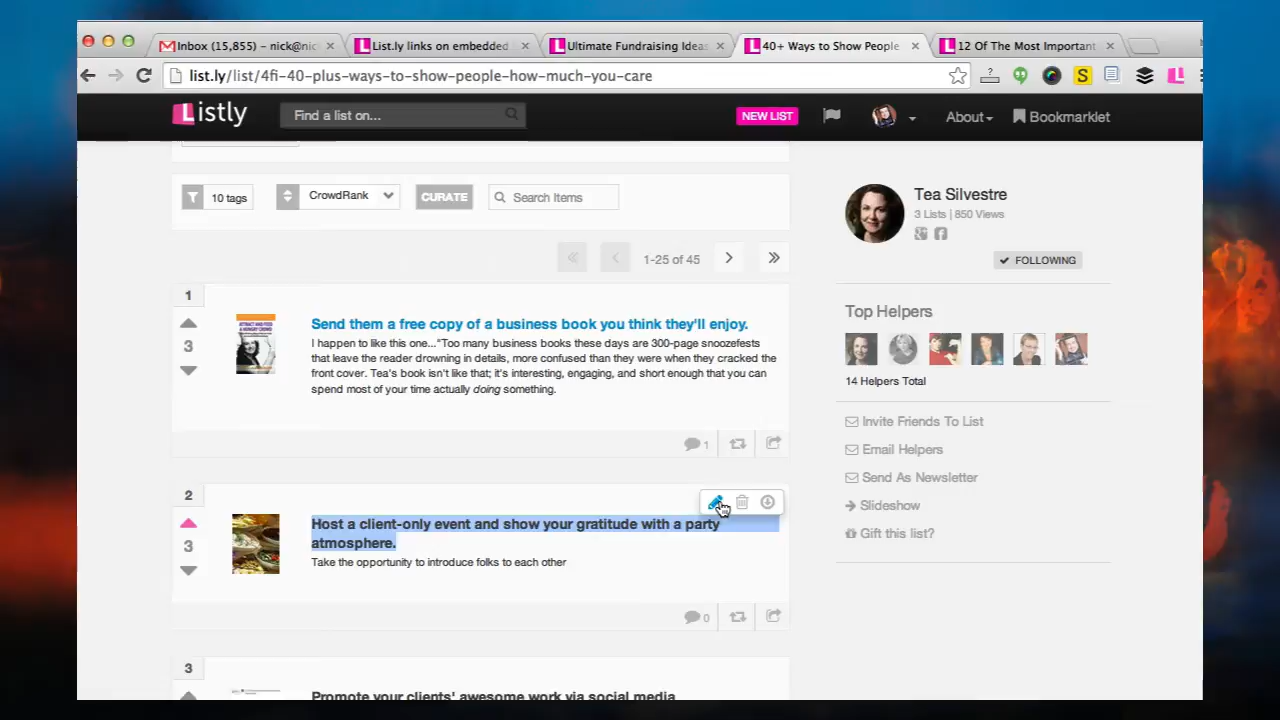 Inbox (15,855) – nick@nic
List.ly links on embedded
Ultimate Fundraising Ideas
40+ Ways to Show People
12 Of The Most Important
list.ly/list/4fi-40-plus-ways-to-show-people-how-much-you-care
Listly
Find a list on...
NEW LIST
About
Bookmarklet
10 tags
CrowdRank
CURATE
Search Items
1-25 of 45
1
3
Send them a free copy of a business book you think they'll enjoy.
I happen to like this one..."Too many business books these days are 300-page snoozefests
that leave the reader drowning in details, more confused than they were when they cracked the
front cover. Tea's book isn't like that; it's interesting, engaging, and short enough that you can
spend most of your time actually doing something.
1
2
3
Host a client-only event and show your gratitude with a party
atmosphere.
Take the opportunity to introduce folks to each other
0
3
Promote your clients' awesome work via social media
Tea Silvestre
3 Lists | 850 Views
FOLLOWING
Top Helpers
14 Helpers Total
Invite Friends To List
Email Helpers
Send As Newsletter
Slideshow
Gift this list?